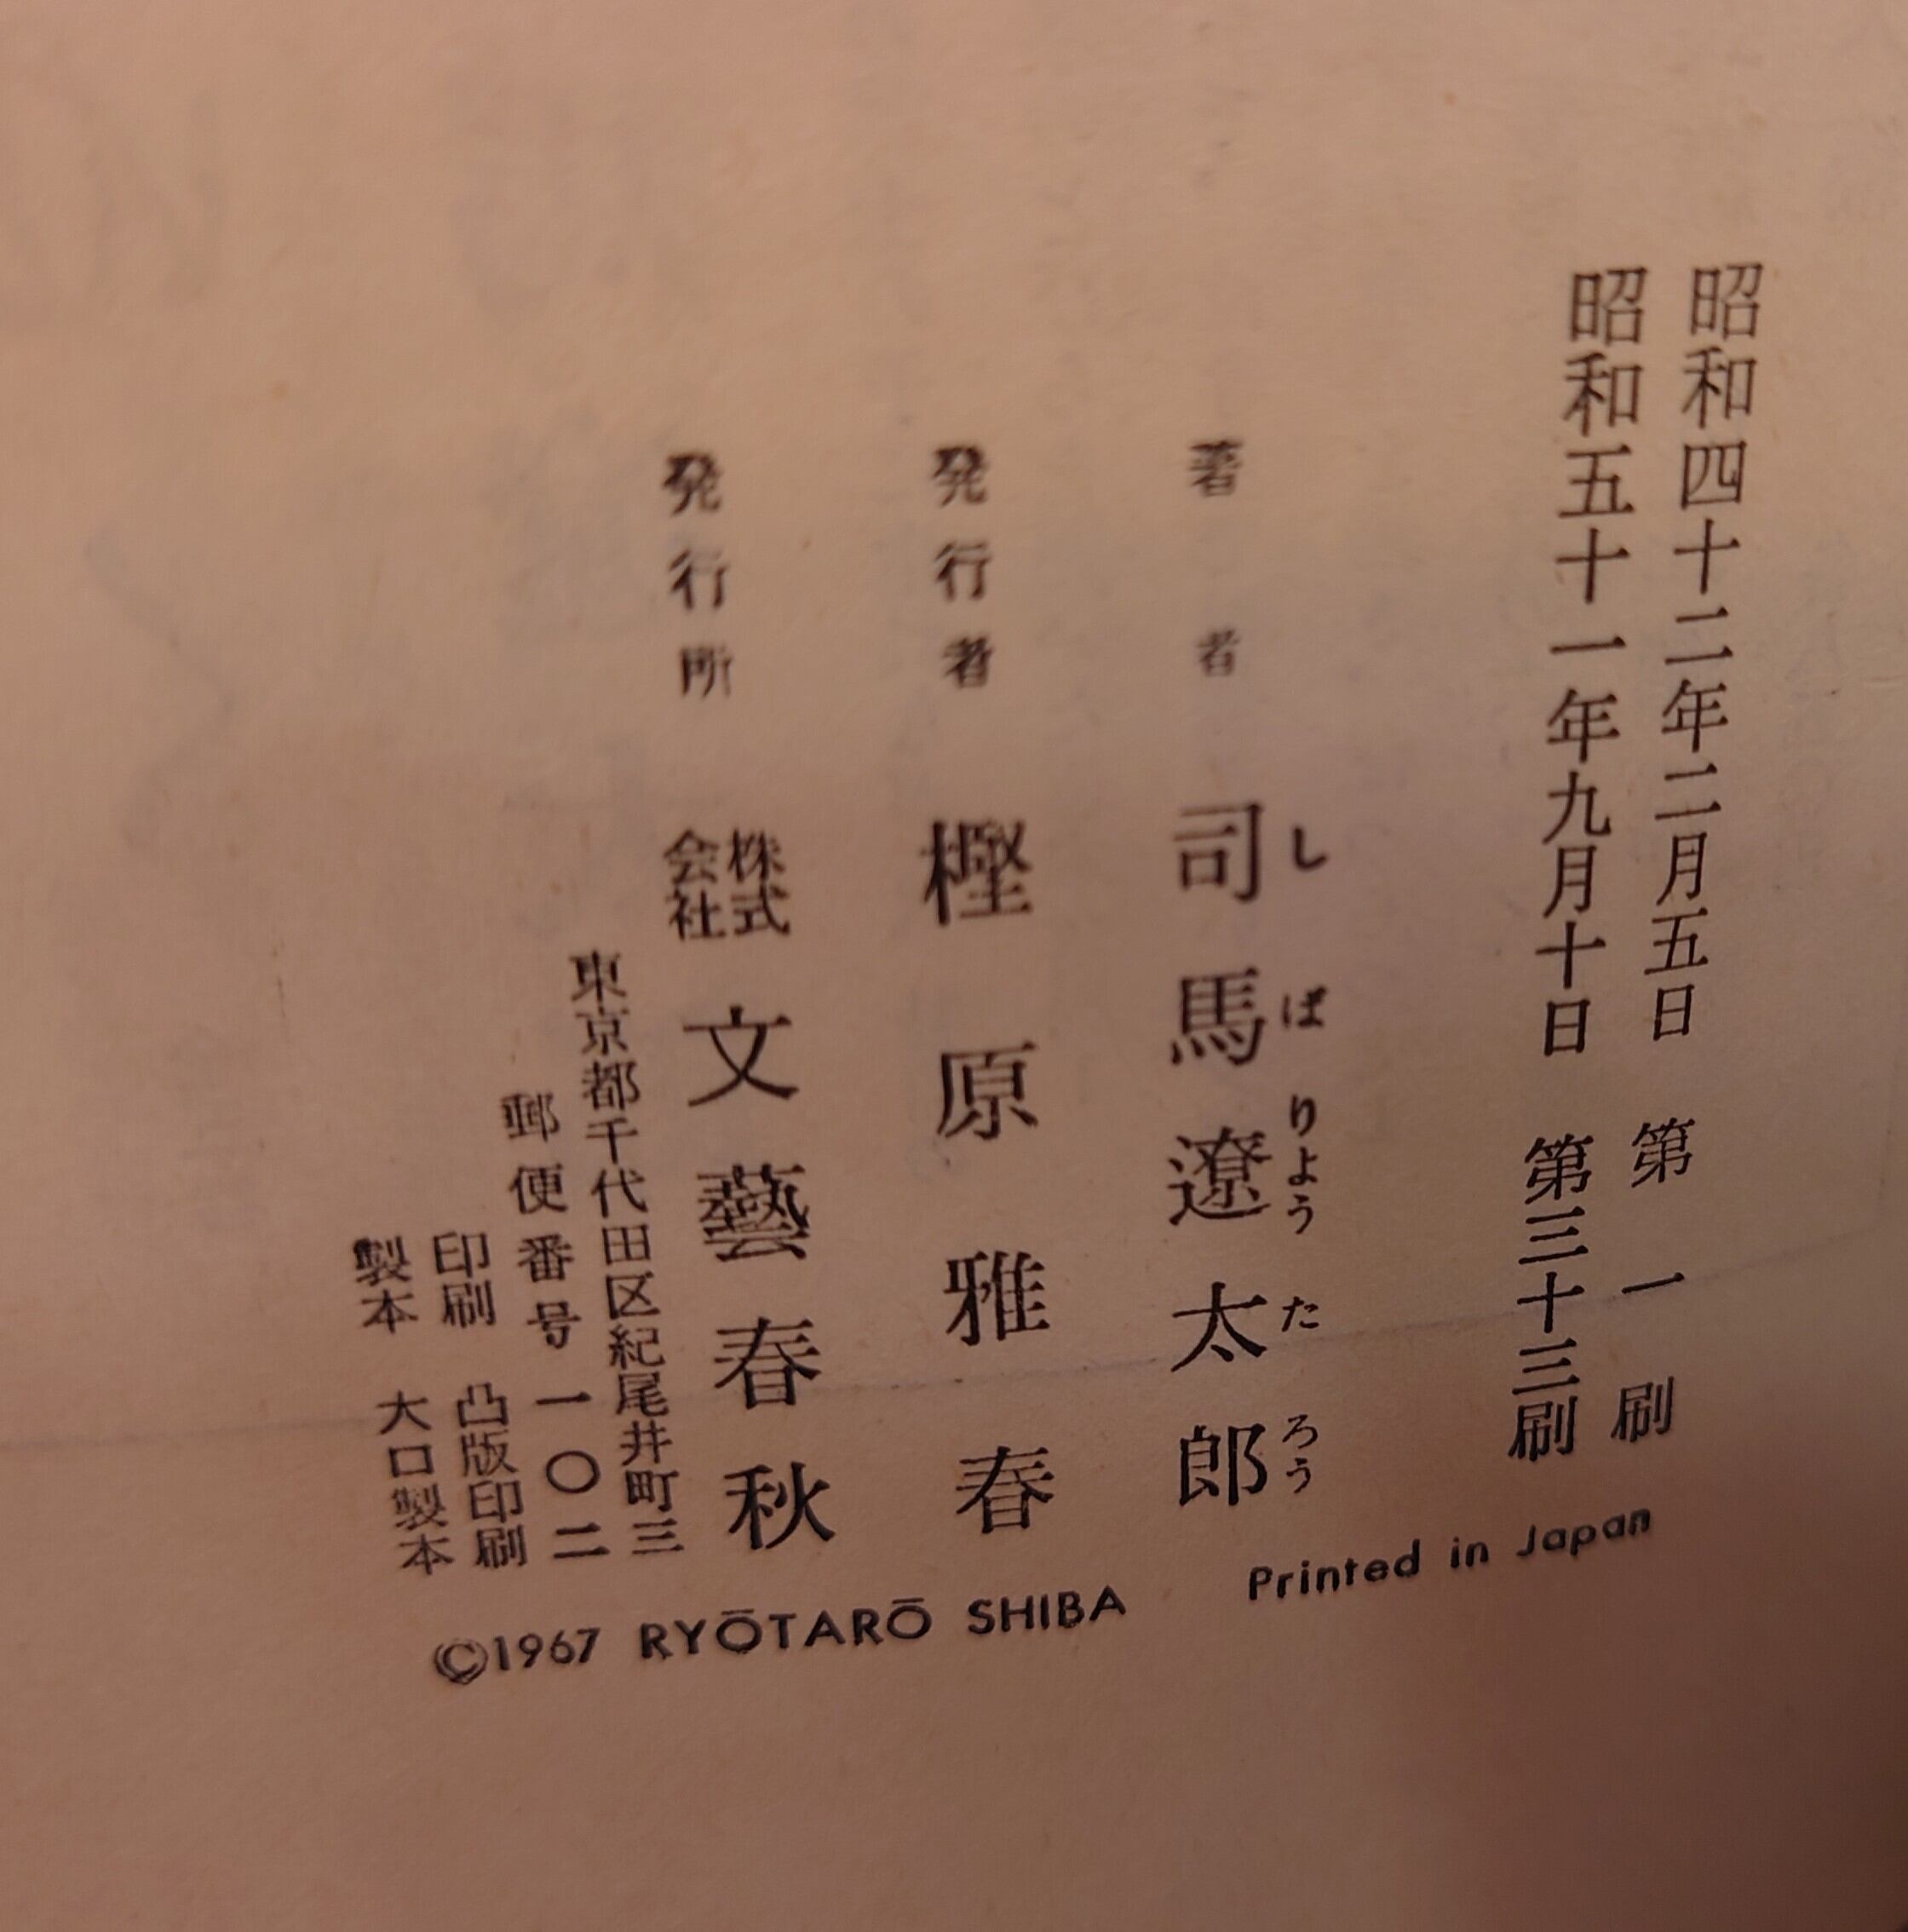 昭和四十二年二月五日　第一刷
昭和五十一年九月十日　第三十三刷
著者　司馬遼太郎
しばりょうたろう
発行者　樫原雅春
発行所　株式会社文藝春秋
東京都千代田区紀尾井町三
郵便番号一〇二
印刷　凸版印刷
製本　大口製本
©1967 RYŌTARŌ SHIBA　Printed in Japan